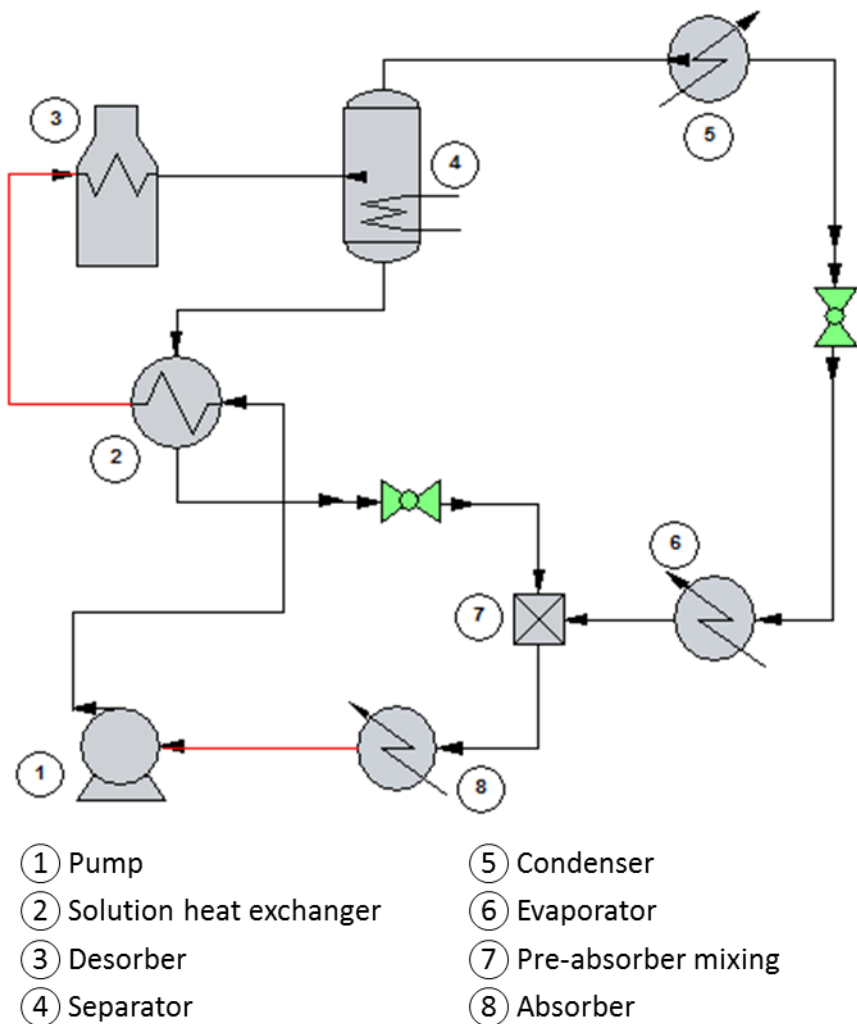 3
4
5
2
6
7
1
8
1 Pump
2 Solution heat exchanger
3 Desorber
4 Separator
5 Condenser
6 Evaporator
7 Pre-absorber mixing
8 Absorber